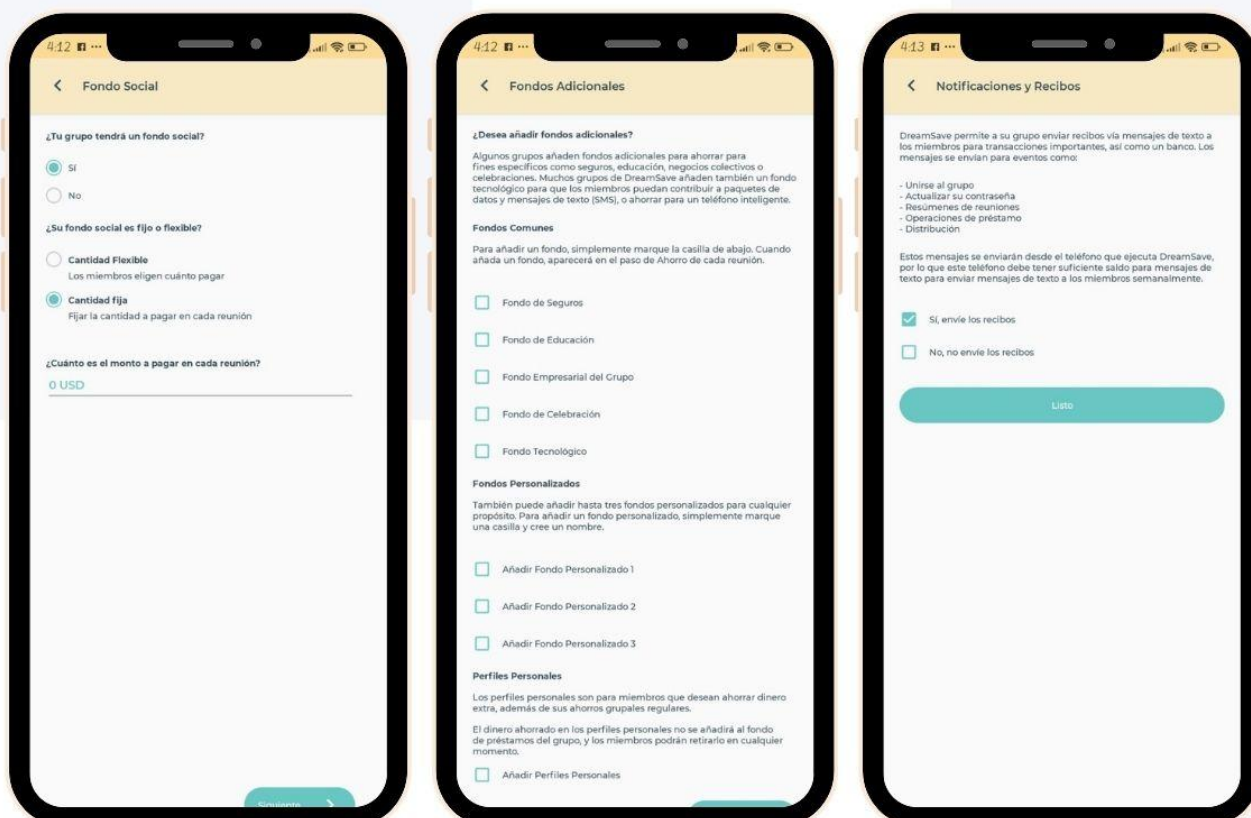 4:12
Fondo Social
¿Tu grupo tendrá un fondo social?
Sí
No
¿Su fondo social es fijo o flexible?
Cantidad Flexible
Los miembros eligen cuánto pagar
Cantidad fija
Fijar la cantidad a pagar en cada reunión
¿Cuánto es el monto a pagar en cada reunión?
0 USD
Siguiente
4:12
Fondos Adicionales
¿Desea añadir fondos adicionales?
Algunos grupos añaden fondos adicionales para ahorrar para
fines específicos como seguros, educación, negocios colectivos o
celebraciones. Muchos grupos de DreamSave añaden también un fondo
tecnológico para que los miembros puedan contribuir a paquetes de
datos y mensajes de texto (SMS), o ahorrar para un teléfono inteligente.
Fondos Comunes
Para añadir un fondo, simplemente marque la casilla de abajo. Cuando
añada un fondo, aparecerá en el paso de Ahorro de cada reunión.
Fondo de Seguros
Fondo de Educación
Fondo Empresarial del Grupo
Fondo de Celebración
Fondo Tecnológico
Fondos Personalizados
También puede añadir hasta tres fondos personalizados para cualquier
propósito. Para añadir un fondo personalizado, simplemente marque
una casilla y cree un nombre.
Añadir Fondo Personalizado 1
Añadir Fondo Personalizado 2
Añadir Fondo Personalizado 3
Perfiles Personales
Los perfiles personales son para miembros que desean ahorrar dinero
extra, además de sus ahorros grupales regulares.
El dinero ahorrado en los perfiles personales no se añadirá al fondo
de préstamos del grupo, y los miembros podrán retirarlo en cualquier
momento.
Añadir Perfiles Personales
4:13
Notificaciones y Recibos
DreamSave permite a su grupo enviar recibos vía mensajes de texto a
los miembros para transacciones importantes, así como un banco. Los
mensajes se envían para eventos como:
- Unirse al grupo
- Actualizar su contraseña
- Resúmenes de reuniones
- Operaciones de préstamo
- Distribución
Estos mensajes se enviarán desde el teléfono que ejecuta DreamSave,
por lo que este teléfono debe tener suficiente saldo para mensajes de
texto para enviar mensajes de texto a los miembros semanalmente.
Sí, envíe los recibos
No, no envíe los recibos
Listo